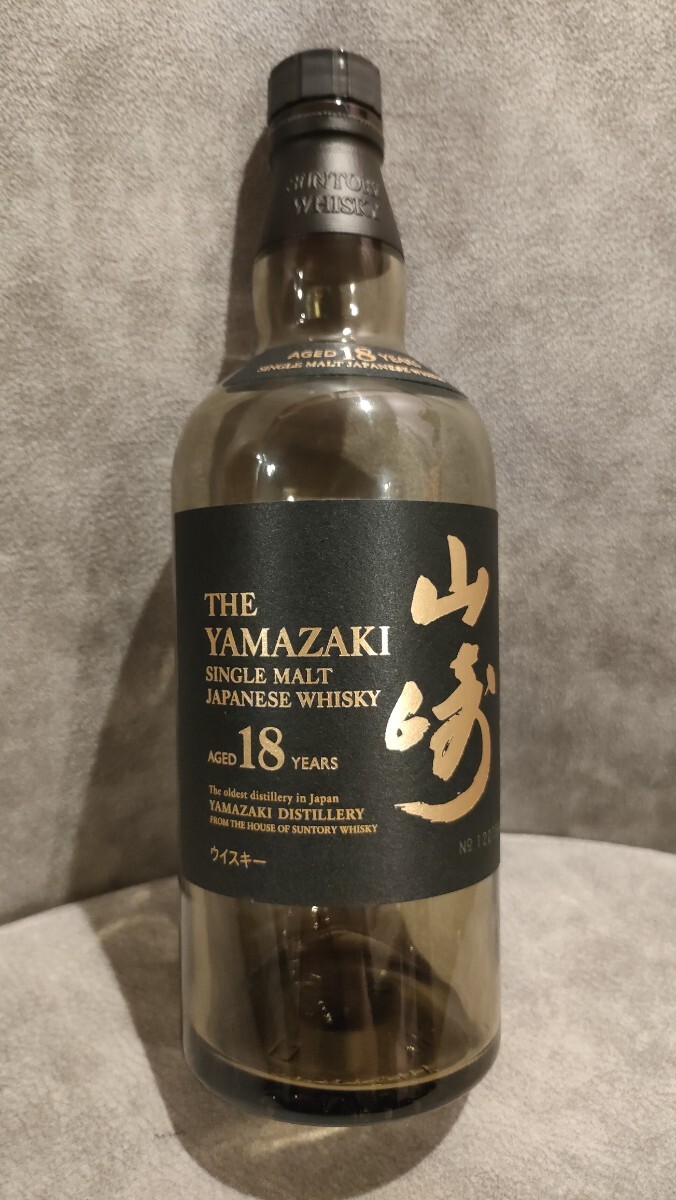 SUNTORY
WHISKY
AGED 18 YEARS
SINGLE MALT JAPANESE
THE
YAMAZAKI
SINGLE MALT
JAPANESE WHISKY
AGED 18 YEARS
The oldest distillery in Japan
YAMAZAKI DISTILLERY
FROM THE HOUSE OF SUNTORY WHISKY
ウイスキー
山崎